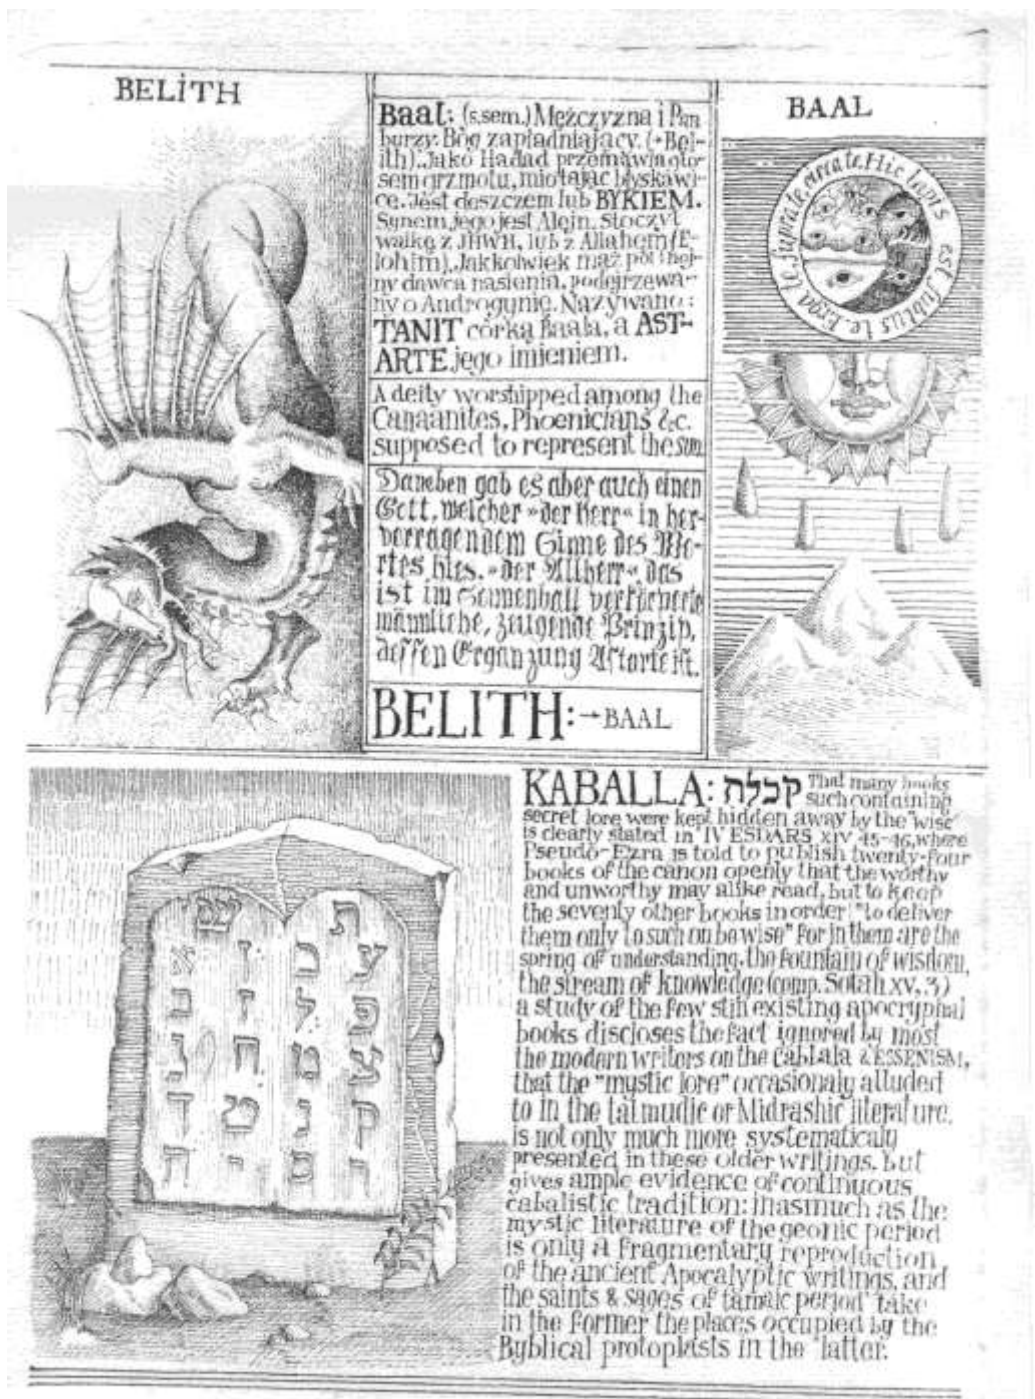 BELİTH
Baal: (s.sem.) Mężczyzna i Pan
burzy. Bóg zapładniający. (→Bel-
ith). Jako Hadad przemawia gło-
sem grzmotu, miotając błyskawi-
ce. Jest deszczem lub BYKIEM.
Synem jego jest Alejn. Stoczył
walkę z JHWH, lub z Allahem (E-
lohim). Jakkolwiek mąż potężny
ny dawca nasienia, podejrzewa-
ny o Androgynię. Nazywano:
TANIT córką Baala, a AST-
ARTE jego imieniem.
A deity worshipped among the
Canaanites, Phoenicians &c.
supposed to represent the sun.
Daneben gab es aber auch einen
Gott, welcher »der Herr« in her-
vorragendem Sinne des Wo-
rtes hies, »der Allherr«, das
ist im Sonnenball verkörperte
männliche, zeugende Prinzip,
dessen Ergänzung Astarte ist.
BELITH: →BAAL
BAAL
KABALLA: קבלה That many books
such containing
secret lore were kept hidden away by the "wise"
is clearly stated in "IV ESDARS XIV 45-46, where
Pseudo-Ezra is told to publish twenty-four
books of the canon openly that the worthy
and unworthy may alike read, but to keep
the seventy other books in order "to deliver
them only to such on be wise" for in them are the
spring of understanding, the fountain of wisdom,
the stream of knowledge (comp. Sotah XV, 3)
a study of the few still existing apocryphal
books discloses the fact ignored by most
the modern writers on the Cabtala & ESSENISM,
that the "mystic lore" occasionaly alluded
to in the talmudic or Midrashic literature,
is not only much more systematicaly
presented in these older writings, but
gives ample evidence of continuous
cabalistic tradition: inasmuch as the
mystic literature of the geonic period
is only a fragmentary reproduction
of the ancient Apocalyptic writings, and
the saints & sages of tamaic period take
in the former the places occupied by the
Byblical protoplasts in the latter.